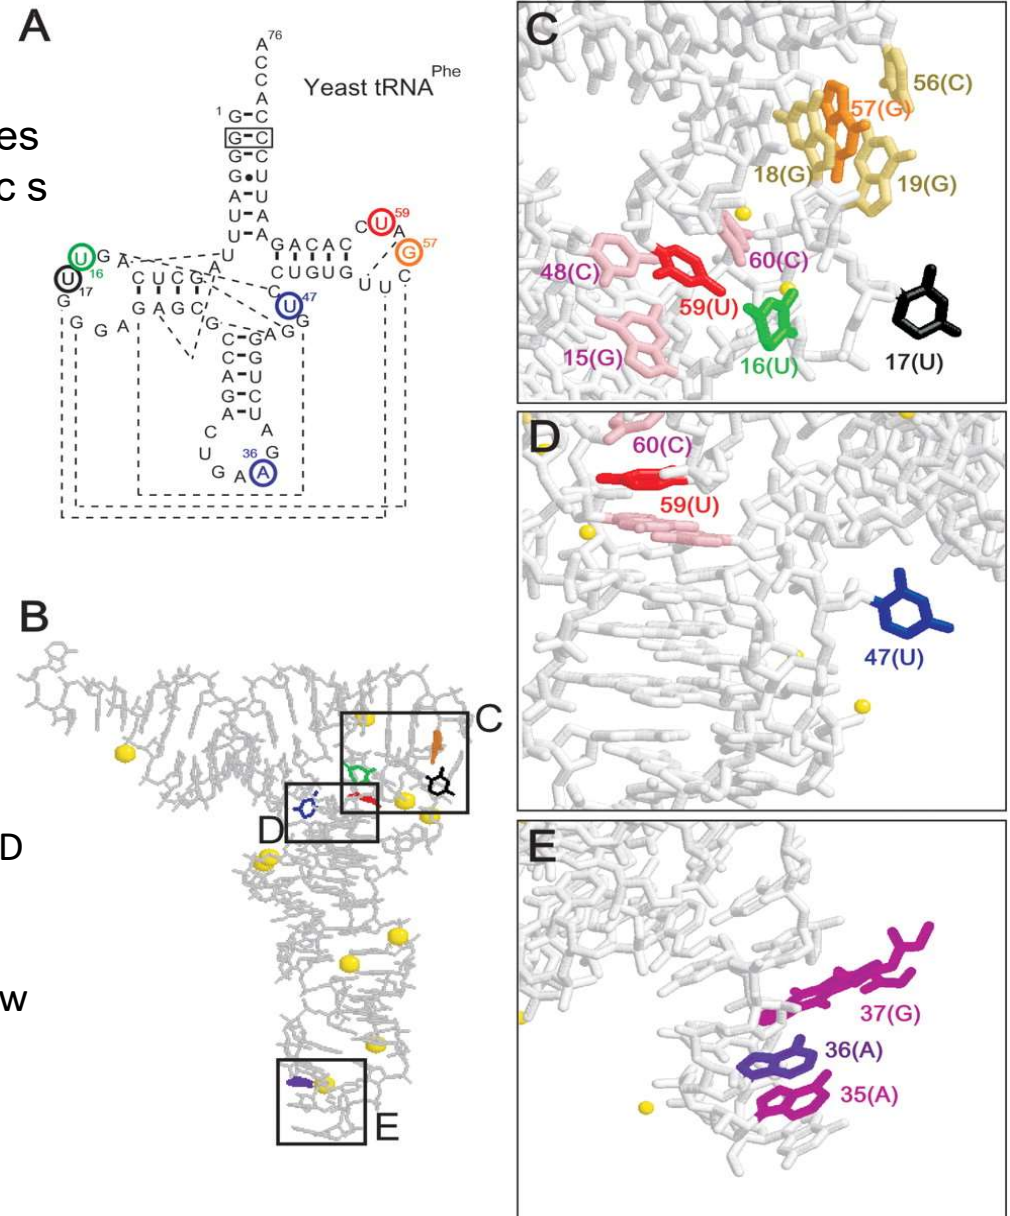 A
A 76
C
C
A
C
Yeast tRNA Phe
1 G C
G C
G C
G U
A U
U A
U A
U A
59
C U A
G 57
G A C A C
C U G U G
U U C
U G A
16
U
17
G
G G A
C U C G A
G A G C G
C
U 47
G
G
A G
C G
C G
A U
G C
A U
C A
U G
G A A
36
B
C
D
E
C
56(C)
57(G)
18(G)
19(G)
48(C)
60(C)
59(U)
15(G)
16(U)
17(U)
D
60(C)
59(U)
47(U)
E
37(G)
36(A)
35(A)
es
c s
D
w